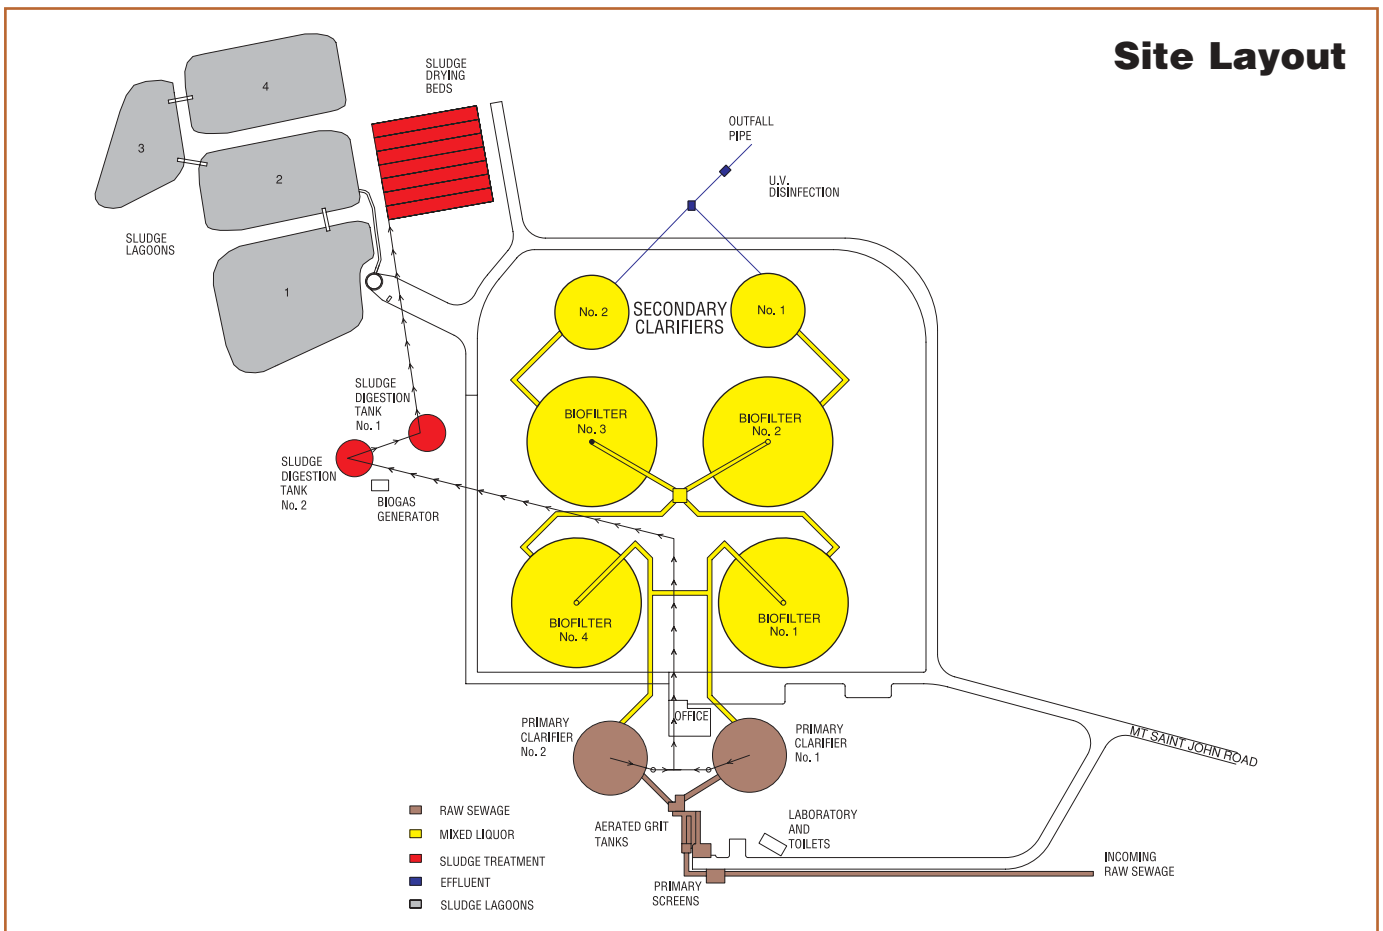 Site Layout
4
3
2
1
SLUDGE
LAGOONS
SLUDGE
DRYING
BEDS
OUTFALL
PIPE
U.V.
DISINFECTION
No. 2
SECONDARY
CLARIFIERS
No. 1
SLUDGE
DIGESTION
TANK
No. 1
SLUDGE
DIGESTION
TANK
No. 2
BIOGAS
GENERATOR
BIOFILTER
No. 3
BIOFILTER
No. 2
BIOFILTER
No. 4
BIOFILTER
No. 1
OFFICE
PRIMARY
CLARIFIER
No. 2
PRIMARY
CLARIFIER
No. 1
MT SAINT JOHN ROAD
AERATED GRIT
TANKS
LABORATORY
AND
TOILETS
PRIMARY
SCREENS
INCOMING
RAW SEWAGE
RAW SEWAGE
MIXED LIQUOR
SLUDGE TREATMENT
EFFLUENT
SLUDGE LAGOONS